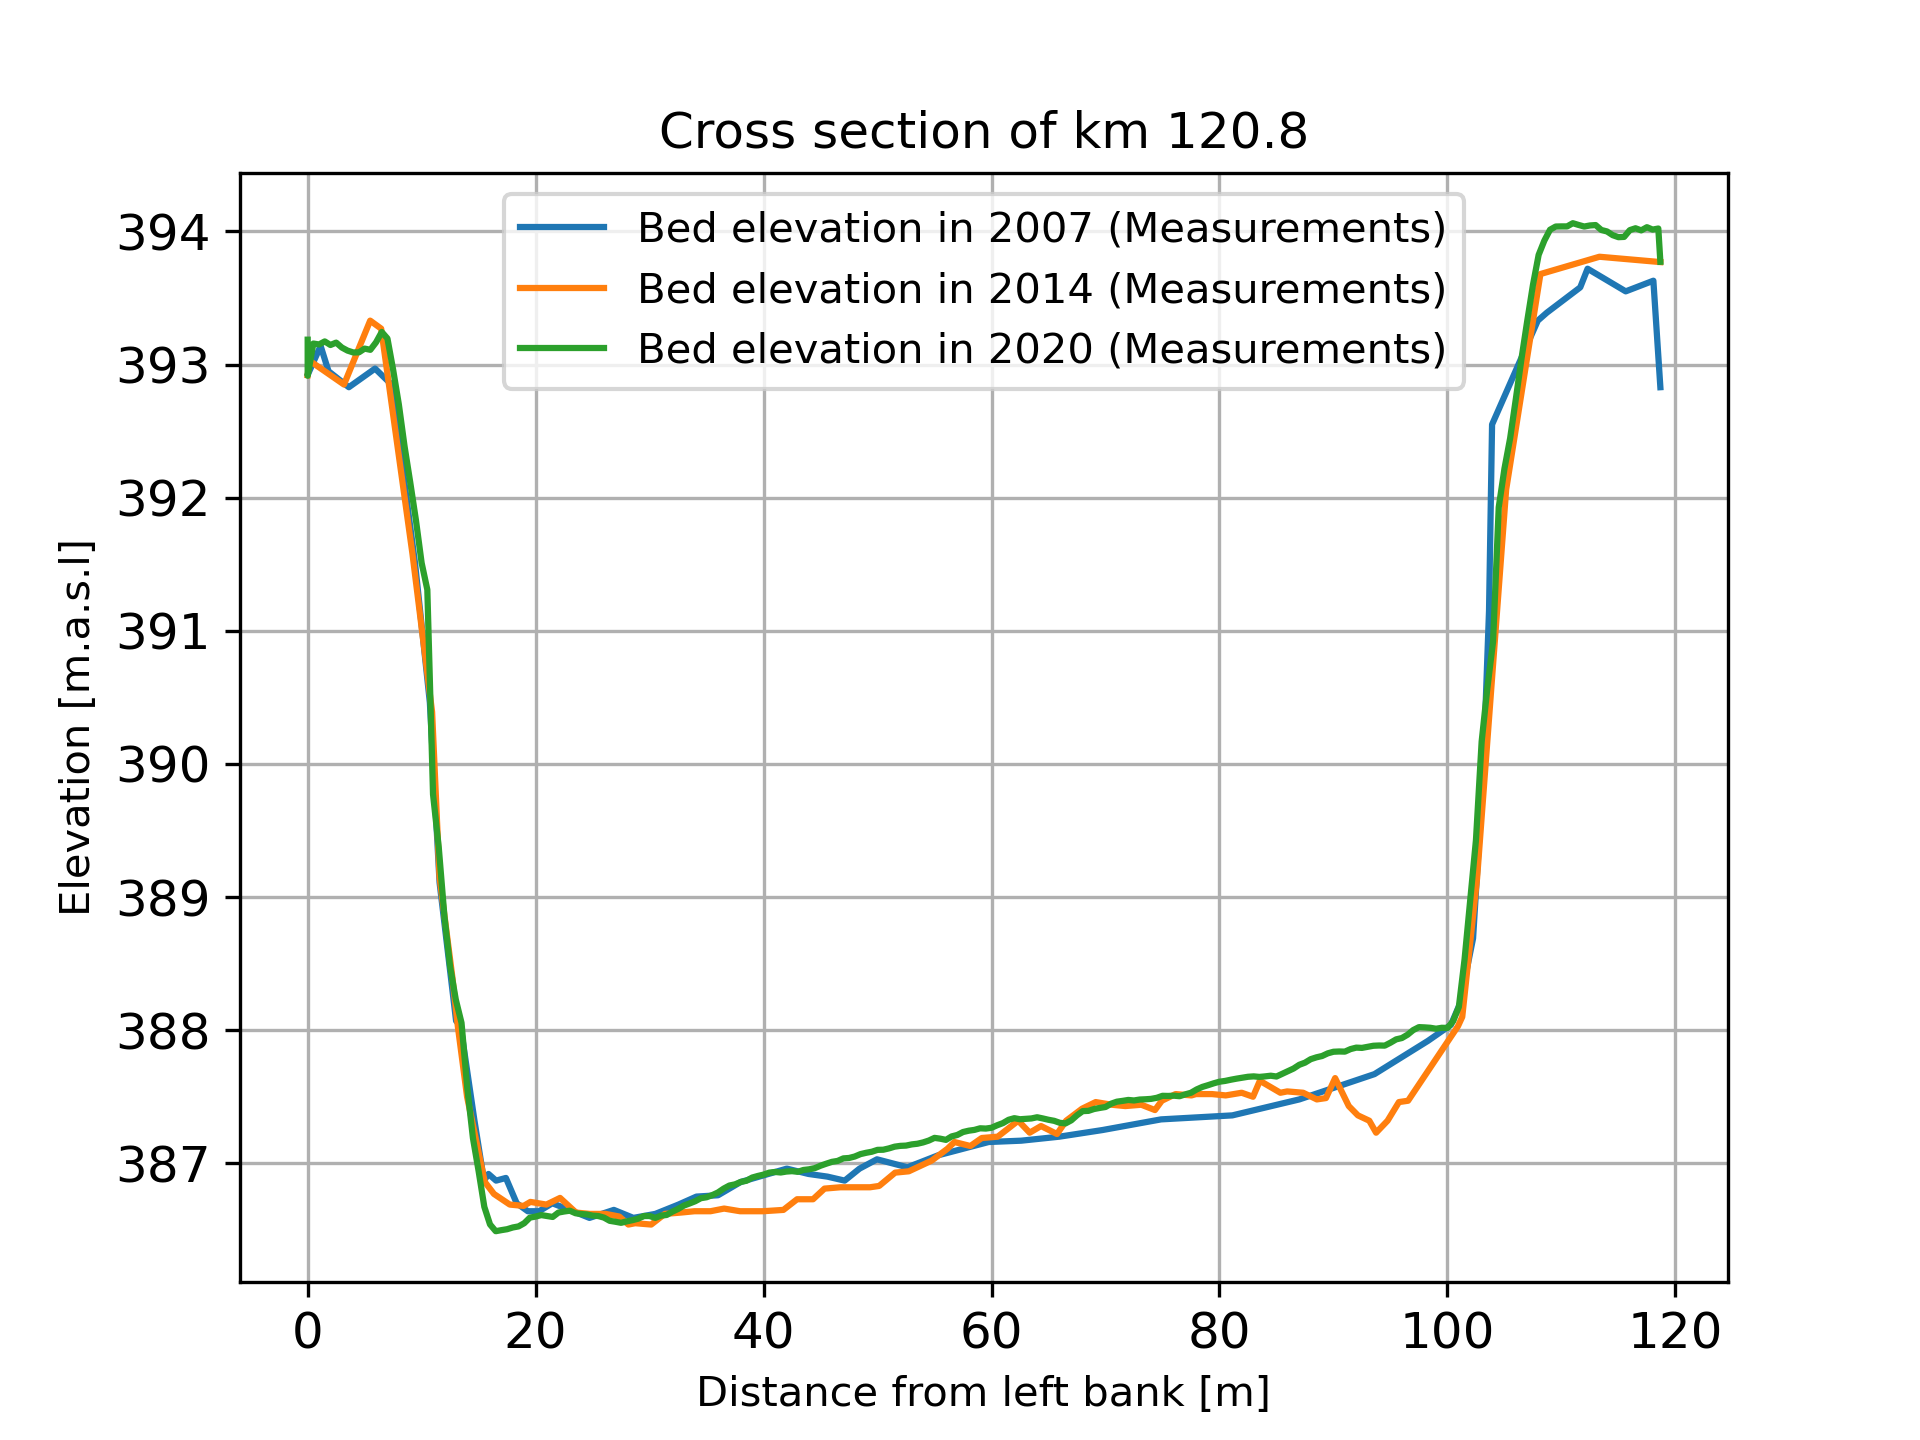 Cross section of km 120.8
Bed elevation in 2007 (Measurements)
Bed elevation in 2014 (Measurements)
Bed elevation in 2020 (Measurements)
Elevation [m.a.s.l]
394
393
392
391
390
389
388
387
0 20 40 60 80 100 120
Distance from left bank [m]